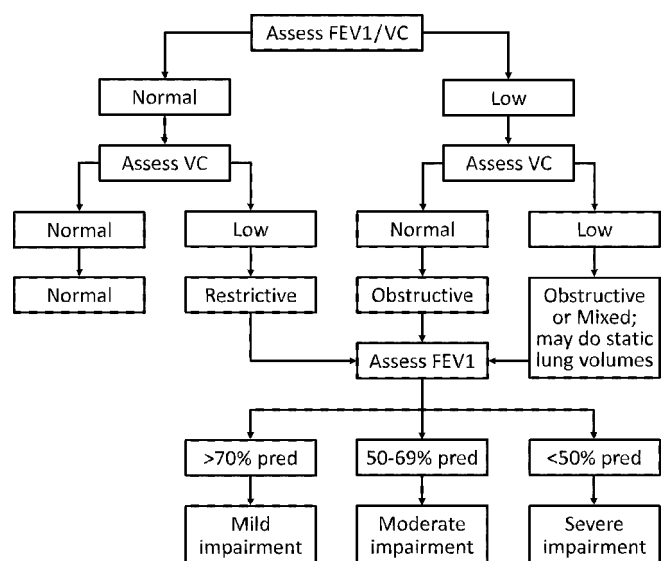 Assess FEV1/VC
Normal
Low
Assess VC
Assess VC
Normal
Low
Normal
Low
Normal
Restrictive
Obstructive
Obstructive
or Mixed;
may do static
lung volumes
Assess FEV1
>70% pred
50-69% pred
<50% pred
Mild
impairment
Moderate
impairment
Severe
impairment